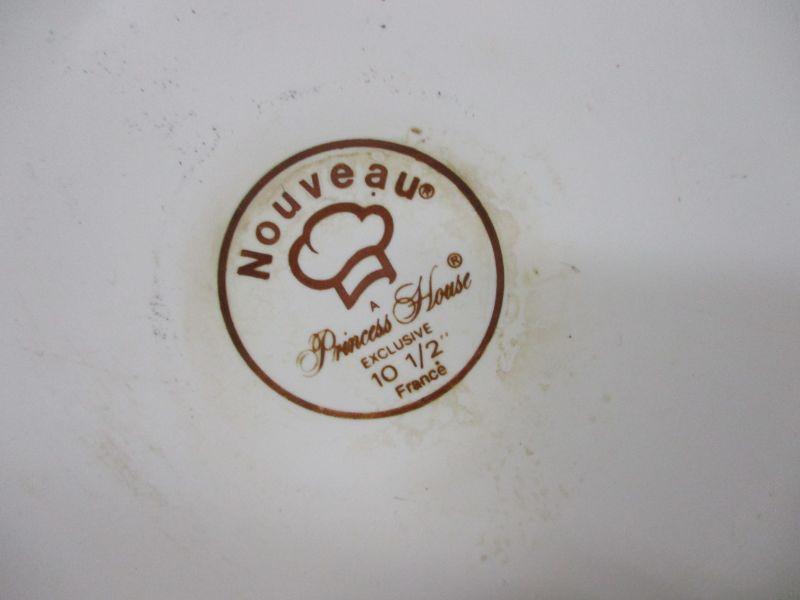 Nouveau®
A
Princess House®
EXCLUSIVE
10 1/2"
France